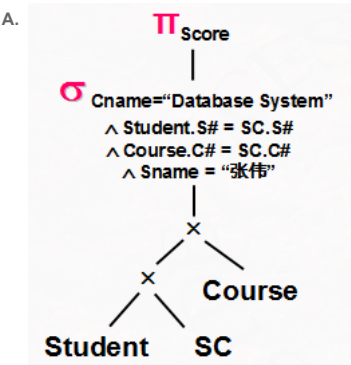 A.
π Score
σ Cname="Database System"
∧ Student.S# = SC.S#
∧ Course.C# = SC.C#
∧ Sname = "张伟"
×
×
Course
Student SC